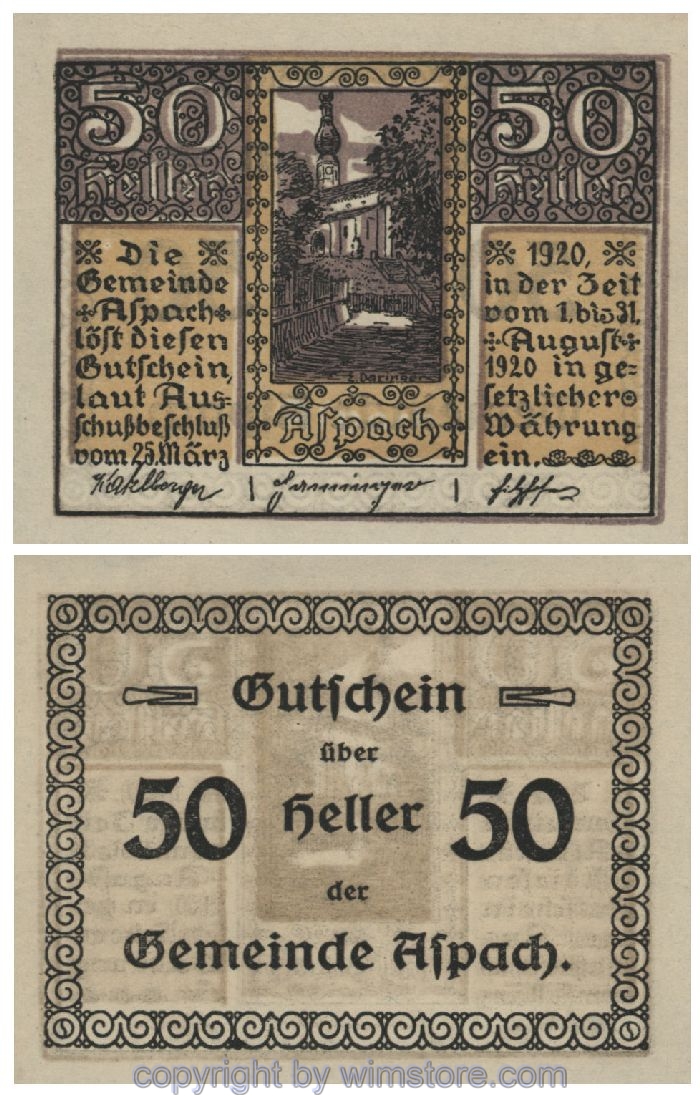 50 50
Heller Heller
Die
Gemeinde
Aſpach
löſt dieſen
Gutſchein,
laut Aus-
ſchußbeſchluß
vom 25. März
E. Daringer
Aſpach
1920,
in der Zeit
vom 1. bis 31.
Auguſt
1920 in ge-
ſetzlicher
Währung
ein.
Gutſchein
über
50 Heller 50
der
Gemeinde Aſpach.
copyright by wimstore.com